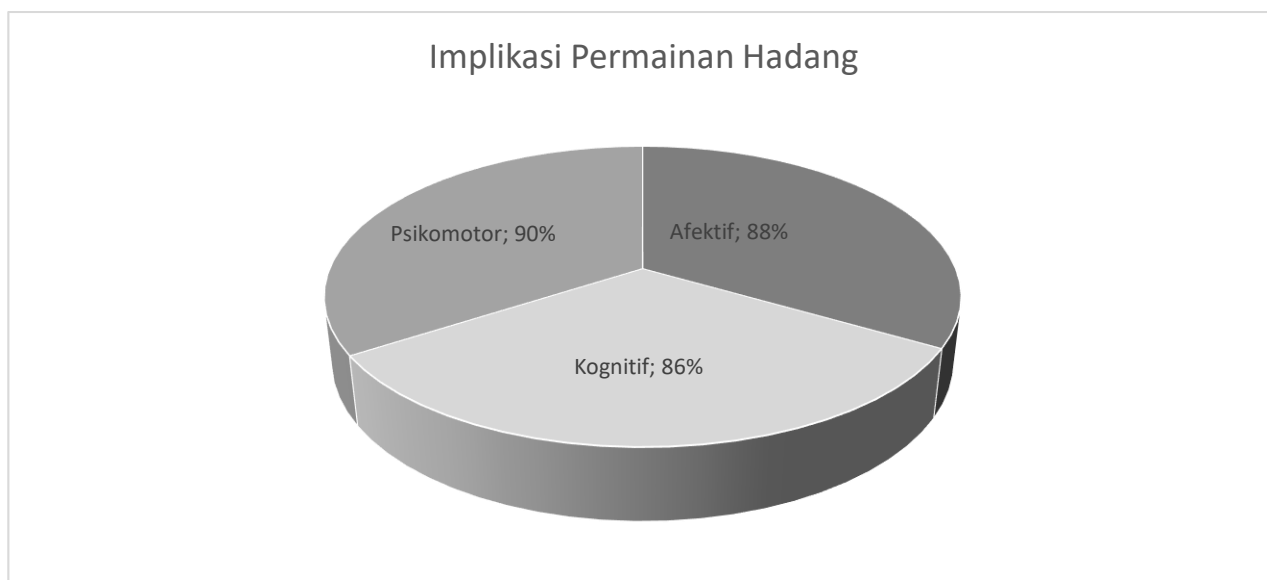 Implikasi Permainan Hadang
Psikomotor; 90%
Afektif; 88%
Kognitif; 86%